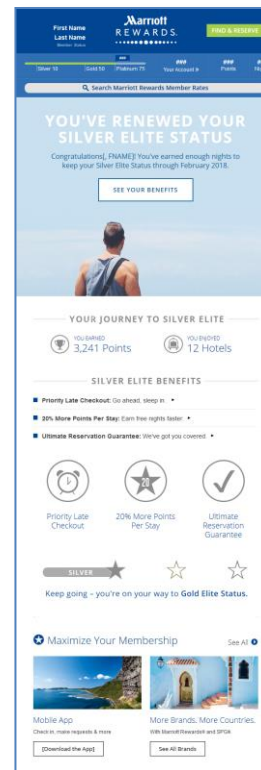 First Name
Last Name
Member Status
Marriott
REWARDS.
FIND & RESERVE
###
Silver 10
Gold 50
Platinum 75
###
Your Account
###
Points
###
Search Marriott Rewards Member Rates
YOU'VE RENEWED YOUR
SILVER ELITE STATUS
Congratulations[, FNAME]! You've earned enough nights to
keep your Silver Elite Status through February 2018.
SEE YOUR BENEFITS
YOUR JOURNEY TO SILVER ELITE
YOU EARNED
3,241 Points
YOU ENJOYED
12 Hotels
SILVER ELITE BENEFITS
Priority Late Checkout: Go ahead, sleep in.
20% More Points Per Stay: Earn free nights faster.
Ultimate Reservation Guarantee: We've got you covered.
20
Priority Late
Checkout
20% More Points
Per Stay
Ultimate
Reservation
Guarantee
SILVER
Keep going – you're on your way to Gold Elite Status.
Maximize Your Membership
See All
Mobile App
Check in, make requests & more
[Download the App]
More Brands. More Countries.
With Marriott Rewards® and SPG®
See All Brands